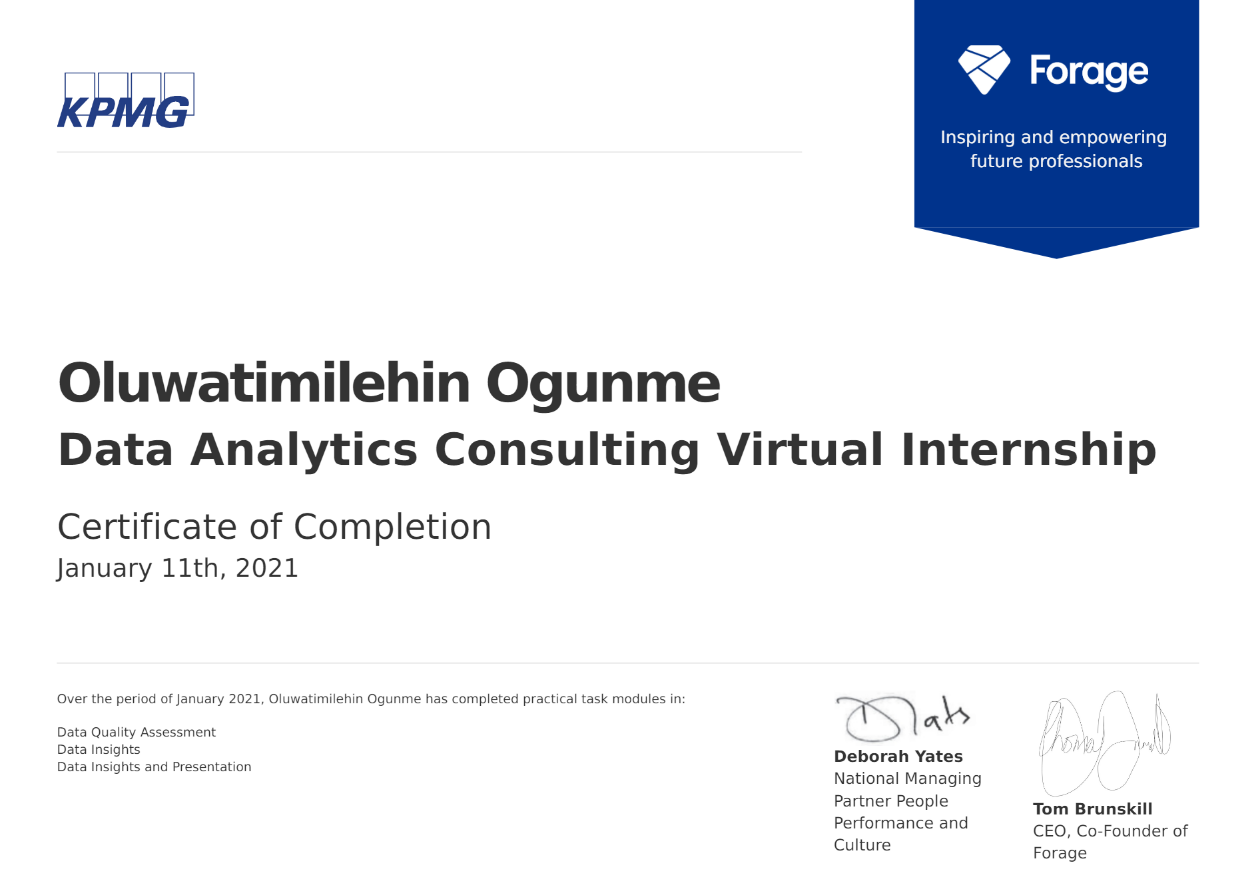 KPMG
Forage
Inspiring and empowering
future professionals
Oluwatimilehin Ogunme
Data Analytics Consulting Virtual Internship
Certificate of Completion
January 11th, 2021
Over the period of January 2021, Oluwatimilehin Ogunme has completed practical task modules in:
Data Quality Assessment
Data Insights
Data Insights and Presentation
Deborah Yates
National Managing
Partner People
Performance and
Culture
Tom Brunskill
CEO, Co-Founder of
Forage